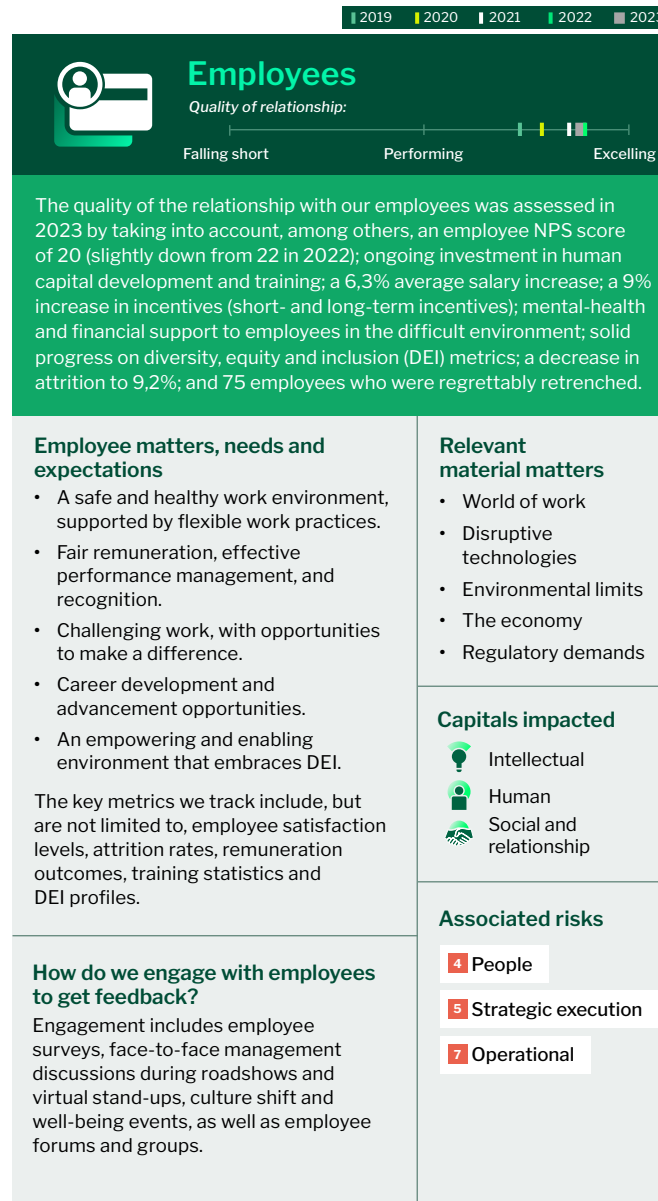 2019 2020 2021 2022 2023
Employees
Quality of relationship:
Falling short Performing Excelling
The quality of the relationship with our employees was assessed in
2023 by taking into account, among others, an employee NPS score
of 20 (slightly down from 22 in 2022); ongoing investment in human
capital development and training; a 6,3% average salary increase; a 9%
increase in incentives (short- and long-term incentives); mental-health
and financial support to employees in the difficult environment; solid
progress on diversity, equity and inclusion (DEI) metrics; a decrease in
attrition to 9,2%; and 75 employees who were regrettably retrenched.
Employee matters, needs and
expectations
• A safe and healthy work environment,
supported by flexible work practices.
• Fair remuneration, effective
performance management, and
recognition.
• Challenging work, with opportunities
to make a difference.
• Career development and
advancement opportunities.
• An empowering and enabling
environment that embraces DEI.
The key metrics we track include, but
are not limited to, employee satisfaction
levels, attrition rates, remuneration
outcomes, training statistics and
DEI profiles.
How do we engage with employees
to get feedback?
Engagement includes employee
surveys, face-to-face management
discussions during roadshows and
virtual stand-ups, culture shift and
well-being events, as well as employee
forums and groups.
Relevant
material matters
• World of work
• Disruptive
technologies
• Environmental limits
• The economy
• Regulatory demands
Capitals impacted
Intellectual
Human
Social and
relationship
Associated risks
4 People
5 Strategic execution
7 Operational